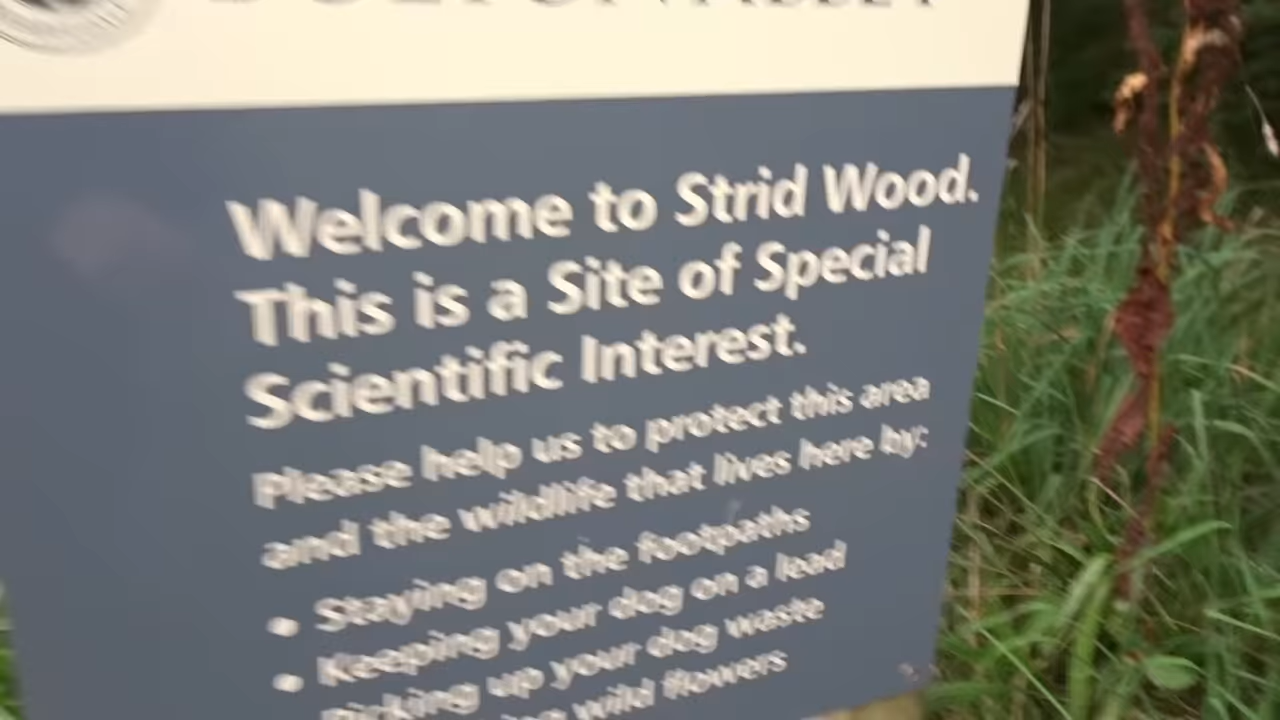 BOLTON ABBEY
Welcome to Strid Wood.
This is a Site of Special
Scientific Interest.
Please help us to protect this area
and the wildlife that lives here by:
• Staying on the footpaths
• Keeping your dog on a lead
Picking up your dog waste
wild flowers